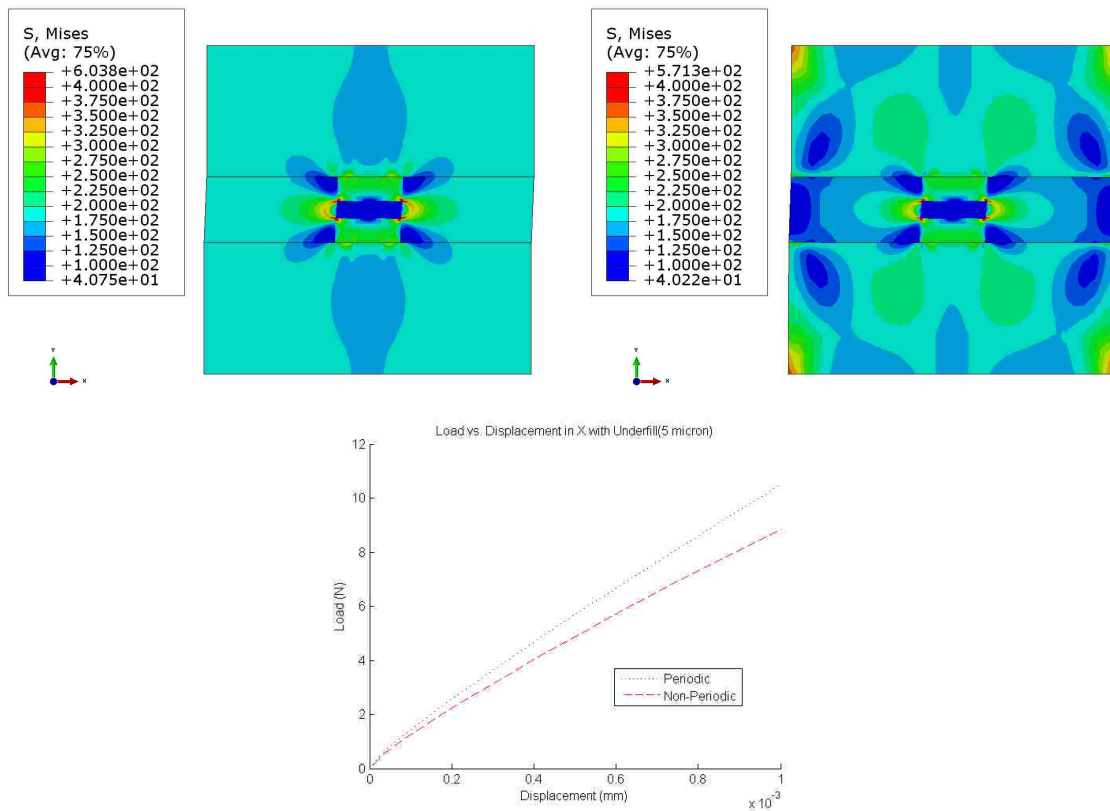 S, Mises
(Avg: 75%)
+6.038e+02
+4.000e+02
+3.750e+02
+3.500e+02
+3.250e+02
+3.000e+02
+2.750e+02
+2.500e+02
+2.250e+02
+2.000e+02
+1.750e+02
+1.500e+02
+1.250e+02
+1.000e+02
+4.075e+01
Y
X
S, Mises
(Avg: 75%)
+5.713e+02
+4.000e+02
+3.750e+02
+3.500e+02
+3.250e+02
+3.000e+02
+2.750e+02
+2.500e+02
+2.250e+02
+2.000e+02
+1.750e+02
+1.500e+02
+1.250e+02
+1.000e+02
+4.022e+01
Y
X
Load vs. Displacement in X with Underfill(5 micron)
12
10
8
6
4
2
0
Load (N)
Periodic
Non-Periodic
0 0.2 0.4 0.6 0.8 1
x 10⁻³
Displacement (mm)